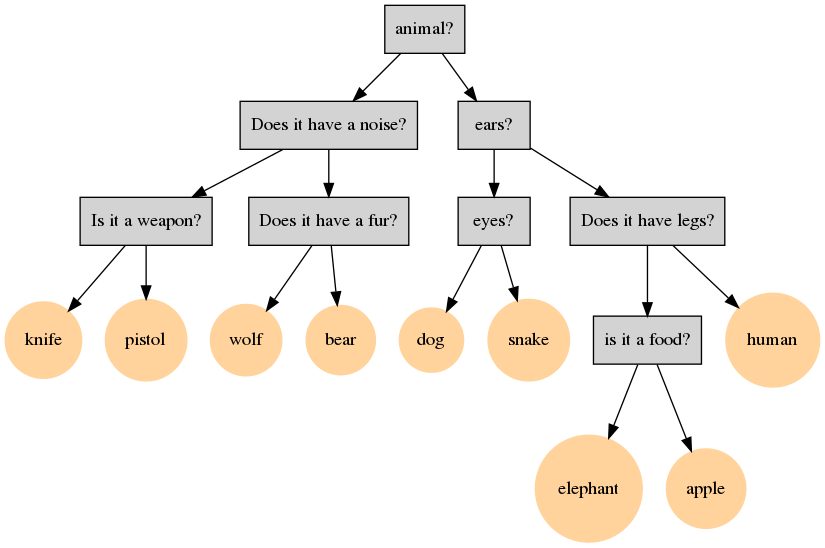 animal?
Does it have a noise?
ears?
Is it a weapon?
Does it have a fur?
eyes?
Does it have legs?
knife
pistol
wolf
bear
dog
snake
is it a food?
human
elephant
apple